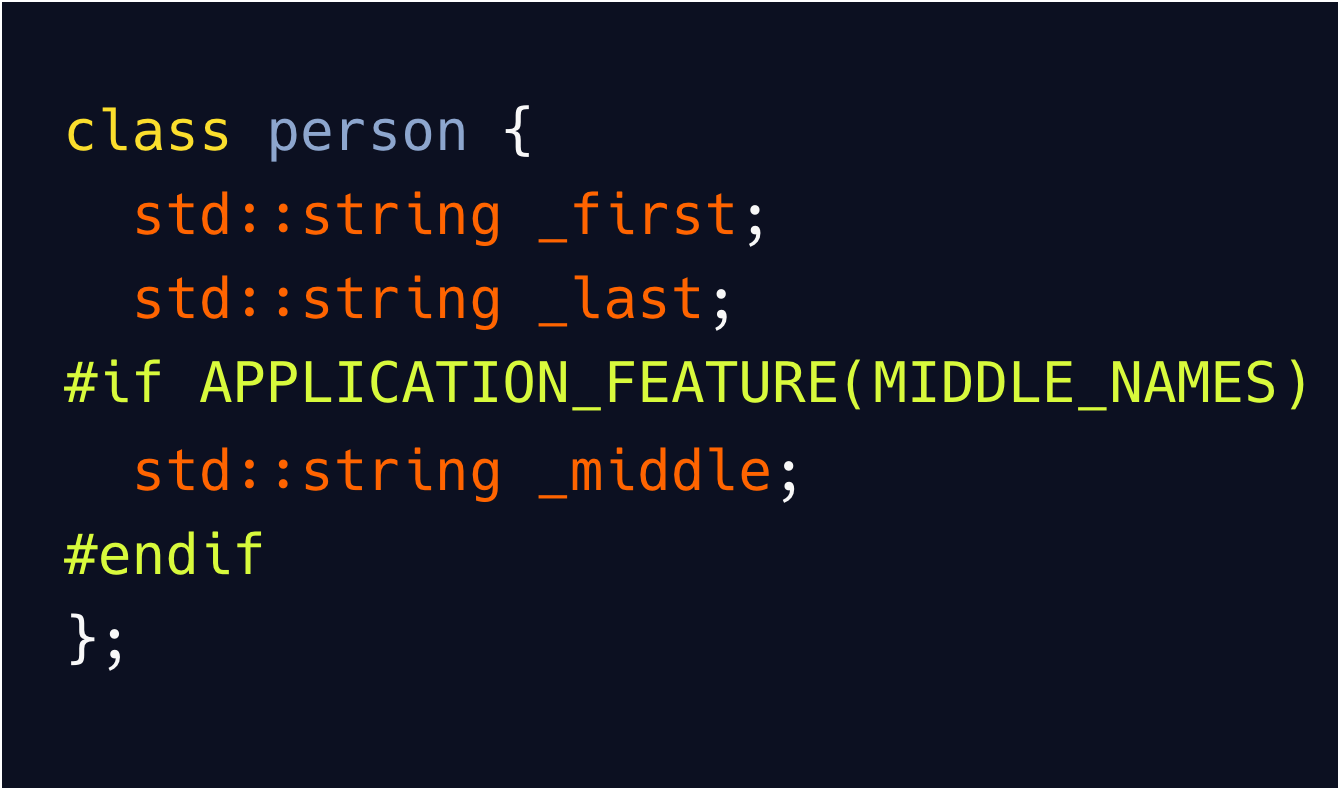 class person {
  std::string _first;
  std::string _last;
#if APPLICATION_FEATURE(MIDDLE_NAMES)
  std::string _middle;
#endif
};